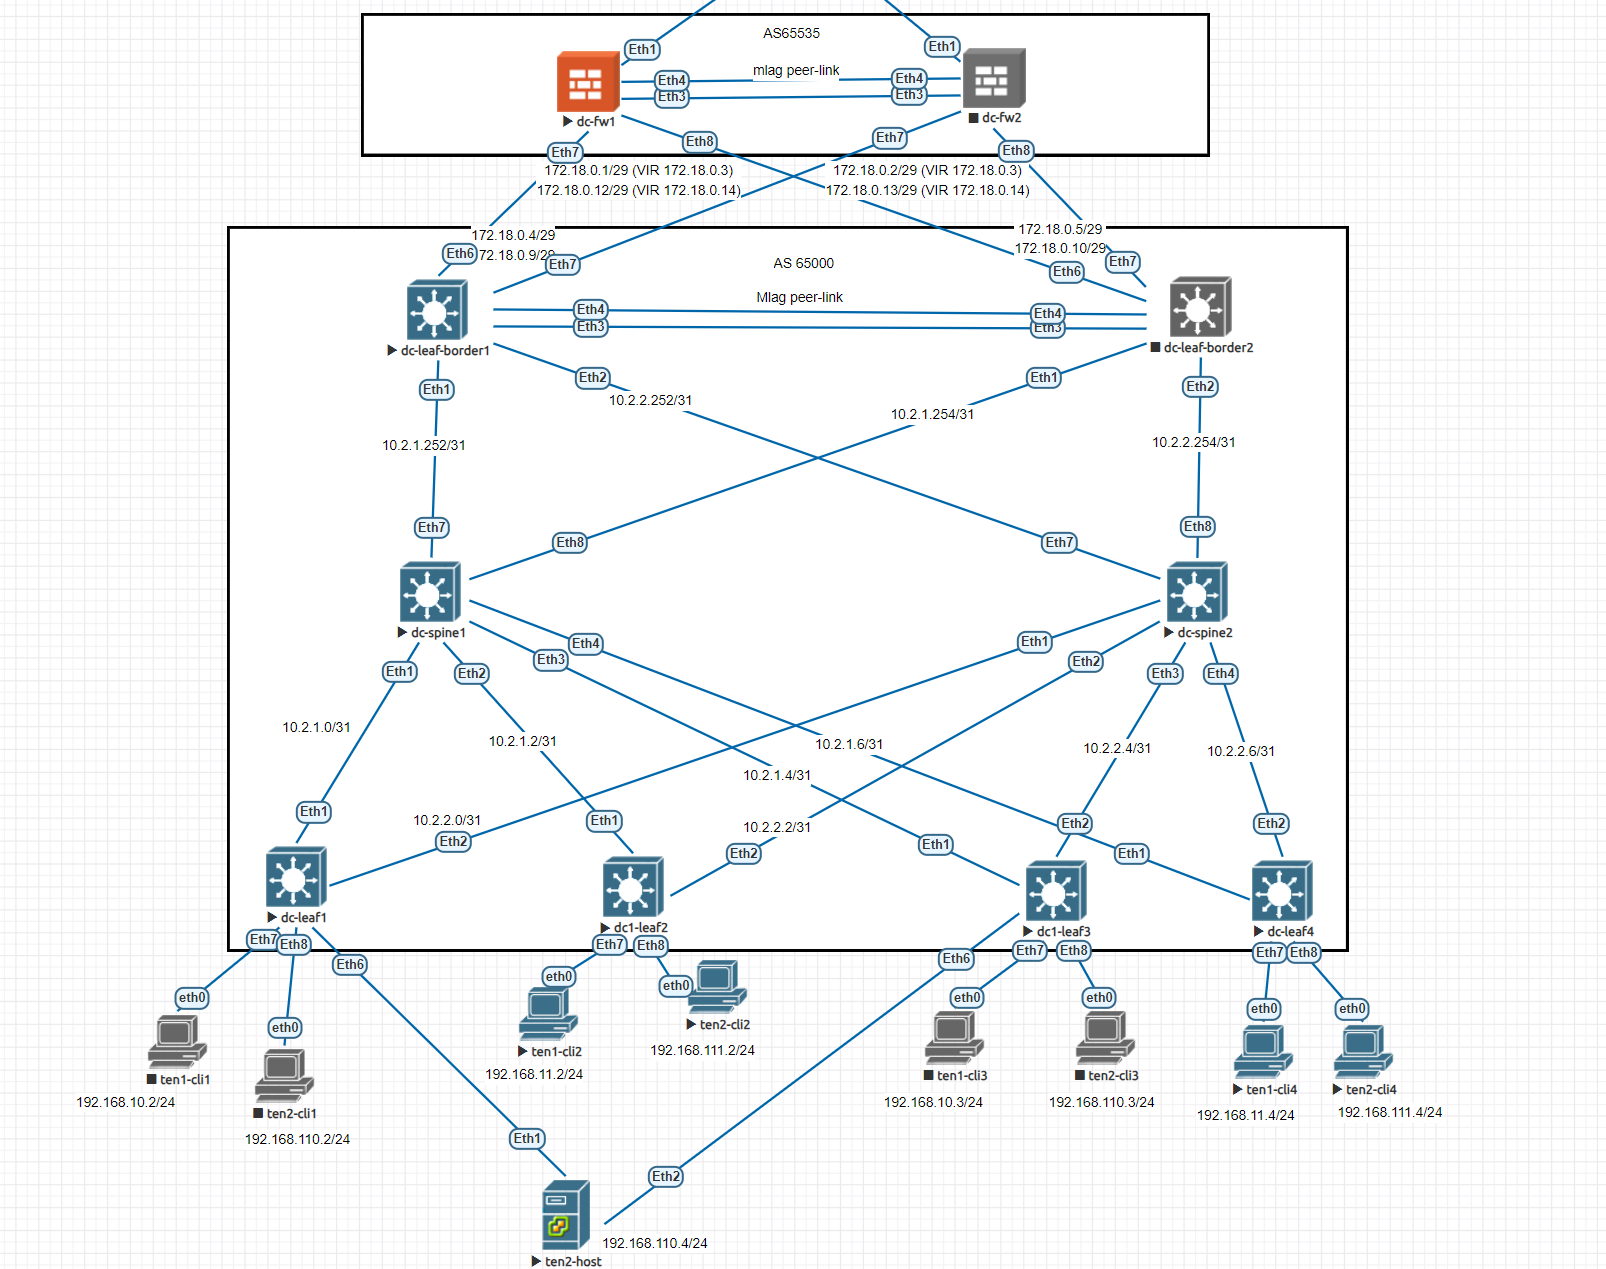 AS65535
Eth1
Eth1
mlag peer-link
Eth4
Eth4
Eth3
Eth3
dc-fw1
dc-fw2
Eth7
Eth8
Eth7
Eth8
172.18.0.1/29 (VIR 172.18.0.3)
172.18.0.2/29 (VIR 172.18.0.3)
172.18.0.12/29 (VIR 172.18.0.14)
172.18.0.13/29 (VIR 172.18.0.14)
172.18.0.4/29
172.18.0.5/29
Eth6
72.18.0.9/29
172.18.0.10/29
Eth7
AS 65000
Eth6
Eth7
Mlag peer-link
Eth4
Eth4
Eth3
Eth3
dc-leaf-border1
dc-leaf-border2
Eth1
Eth2
Eth1
Eth2
10.2.2.252/31
10.2.1.254/31
10.2.1.252/31
10.2.2.254/31
Eth7
Eth8
Eth7
Eth8
dc-spine1
dc-spine2
Eth1
Eth2
Eth3
Eth4
Eth1
Eth2
Eth3
Eth4
10.2.1.0/31
10.2.1.2/31
10.2.1.6/31
10.2.1.4/31
10.2.2.4/31
10.2.2.6/31
10.2.2.0/31
10.2.2.2/31
Eth1
Eth2
Eth1
Eth2
Eth1
Eth2
Eth1
Eth2
dc-leaf1
dc1-leaf2
dc1-leaf3
dc-leaf4
Eth7
Eth8
Eth6
Eth7
Eth8
Eth6
Eth7
Eth8
Eth7
Eth8
eth0
eth0
eth0
eth0
eth0
eth0
eth0
eth0
ten1-cli1
192.168.10.2/24
ten2-cli1
192.168.110.2/24
ten1-cli2
192.168.11.2/24
ten2-cli2
192.168.111.2/24
ten1-cli3
192.168.10.3/24
ten2-cli3
192.168.110.3/24
ten1-cli4
192.168.11.4/24
ten2-cli4
192.168.111.4/24
Eth1
Eth2
192.168.110.4/24
ten2-host